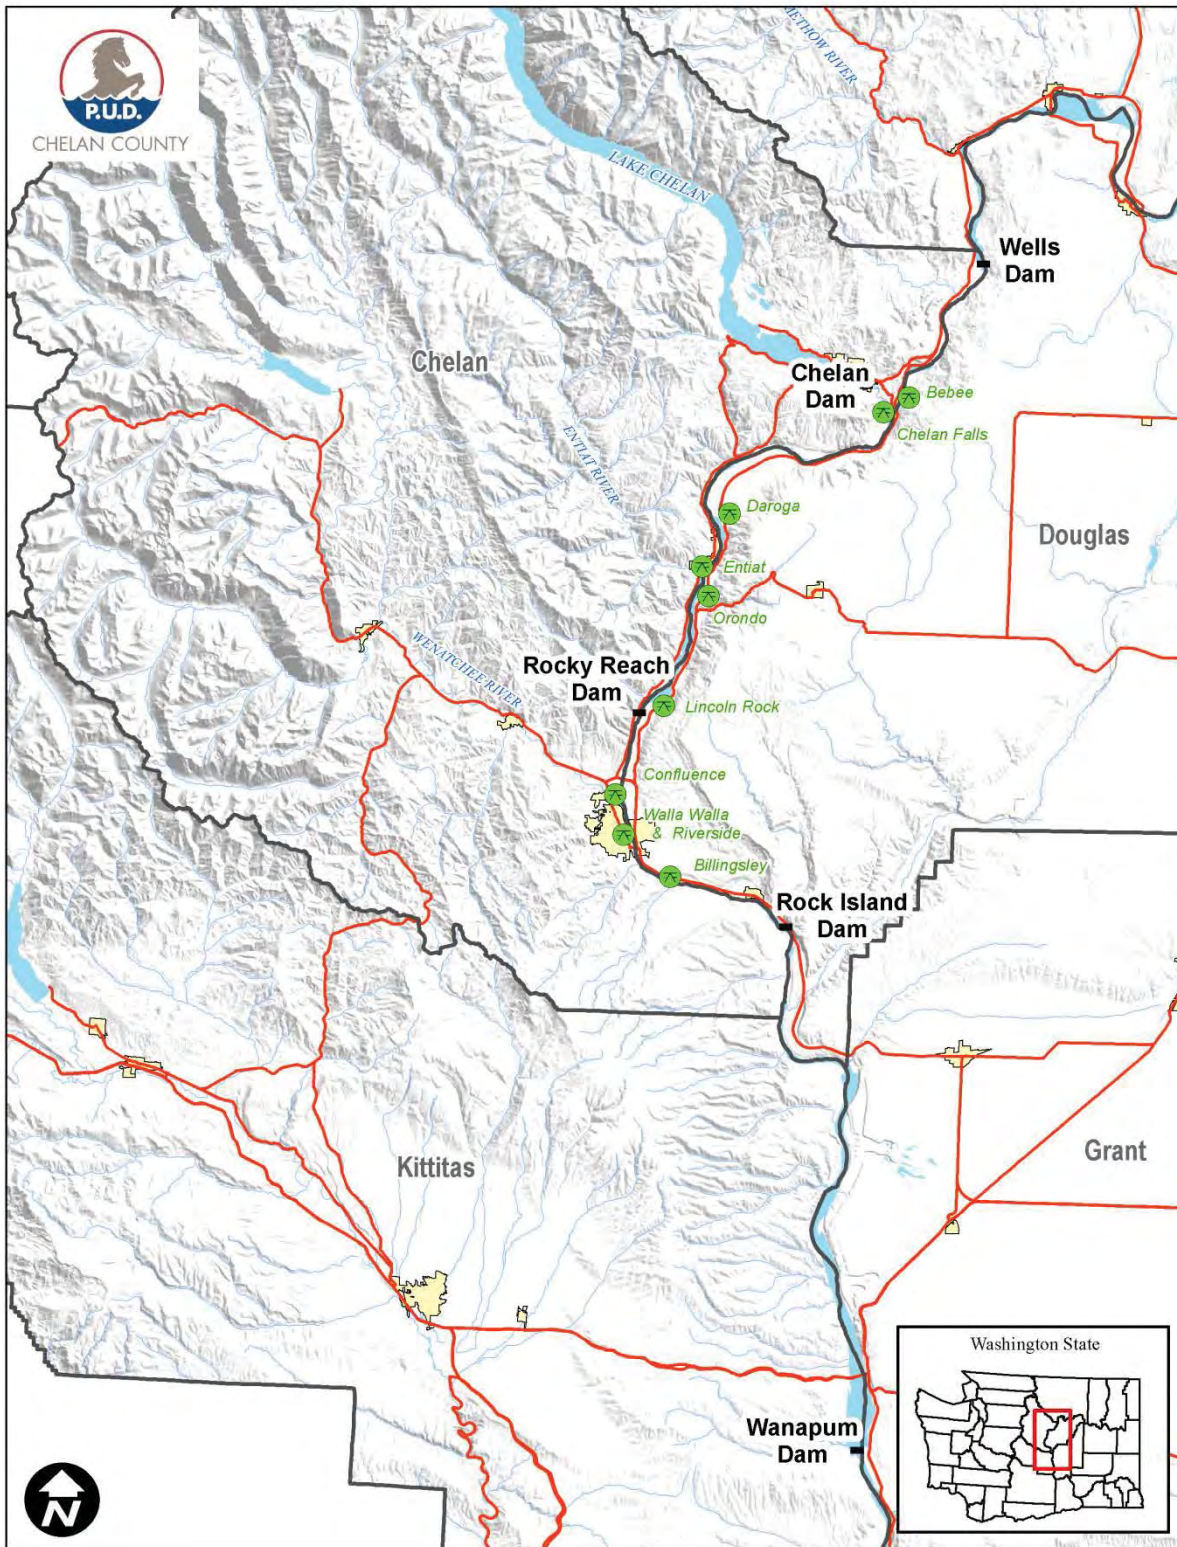 P.U.D.
CHELAN COUNTY
METHOW RIVER
LAKE CHELAN
Wells
Dam
Chelan
Chelan
Dam
Bebee
Chelan Falls
ENTIAT RIVER
Daroga
Douglas
Entiat
Orondo
WENATCHEE RIVER
Rocky Reach
Dam
Lincoln Rock
Confluence
Walla Walla
& Riverside
Billingsley
Rock Island
Dam
Kittitas
Grant
Washington State
Wanapum
Dam
N